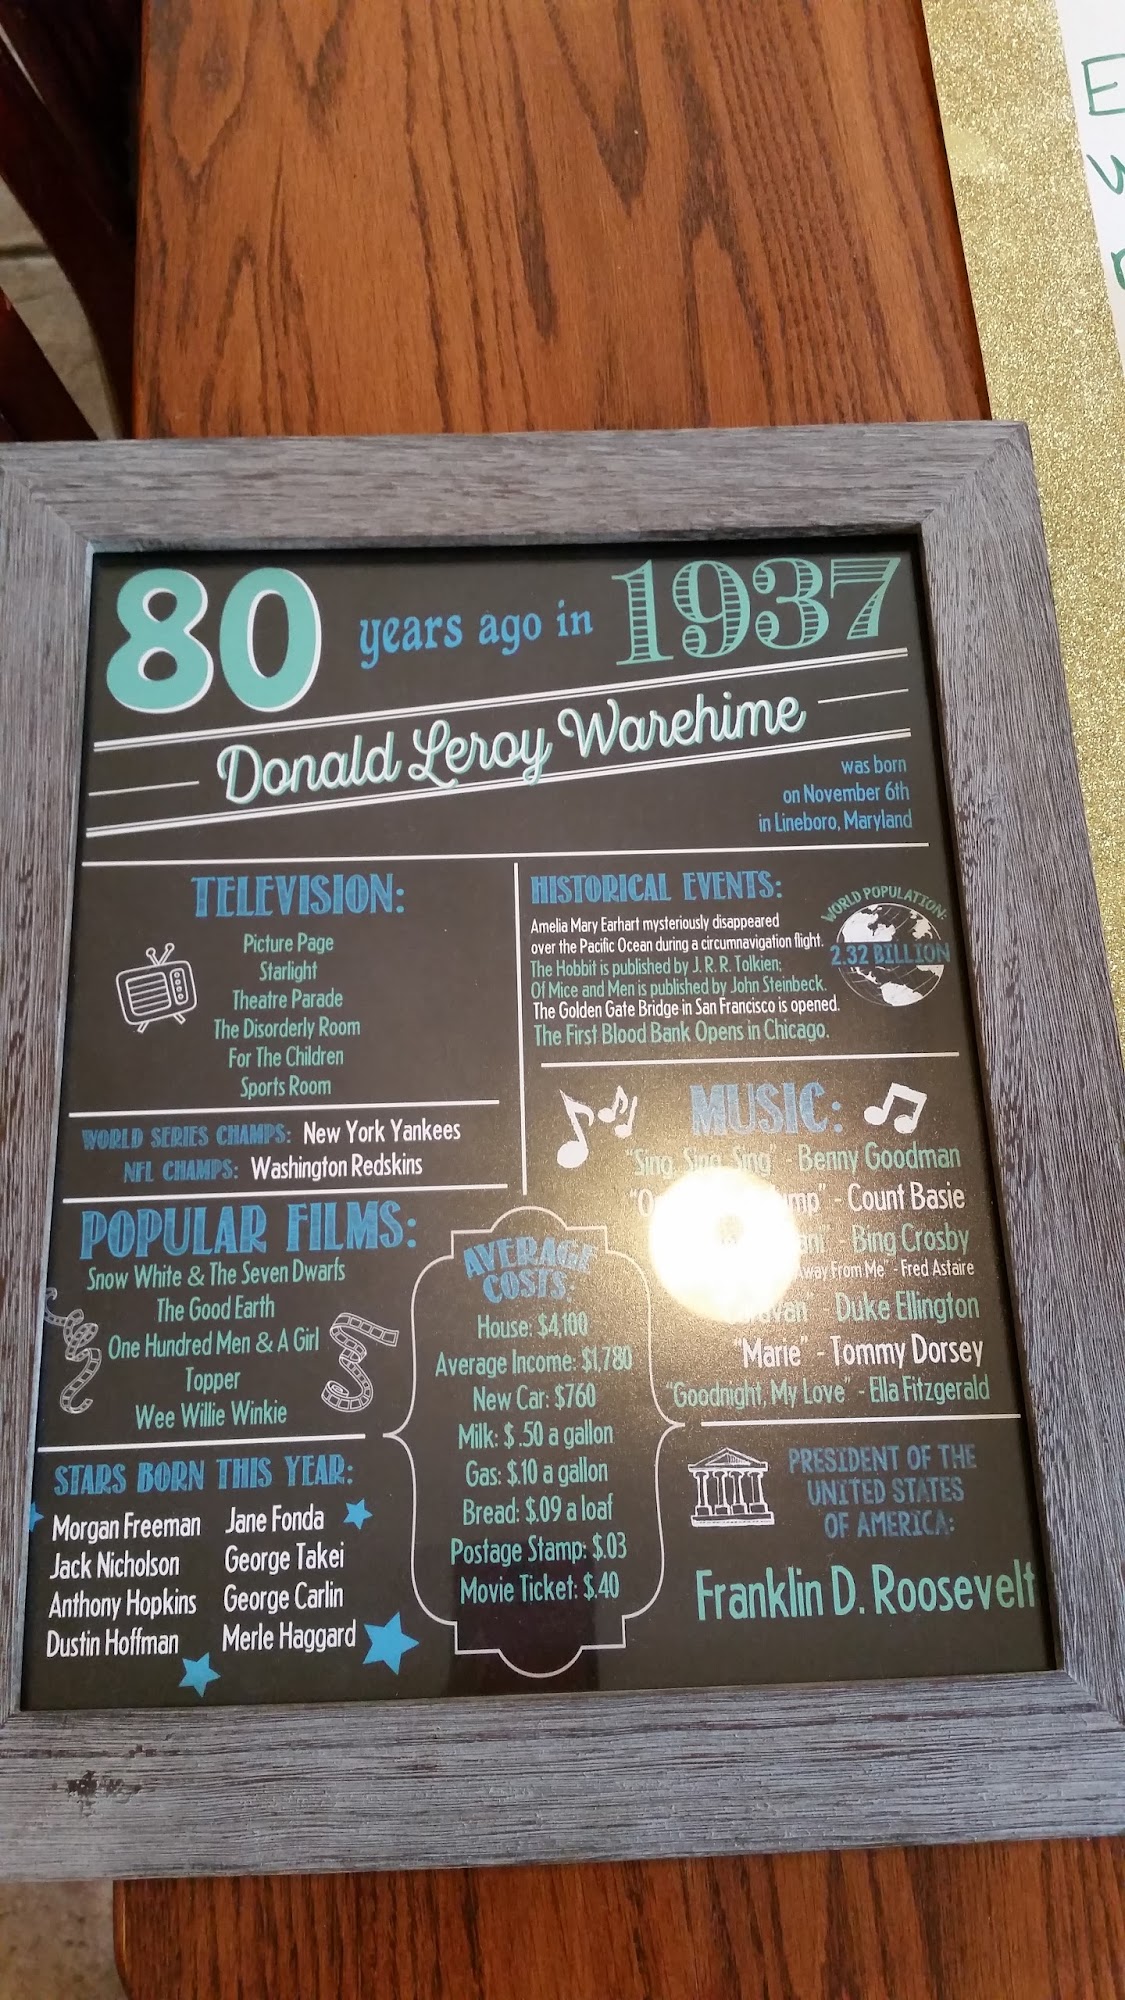 80 years ago in 1937
Donald Leroy Warehime
was born
on November 6th
in Lineboro, Maryland
TELEVISION:
Picture Page
Starlight
Theatre Parade
The Disorderly Room
For The Children
Sports Room
WORLD SERIES CHAMPS: New York Yankees
NFL CHAMPS: Washington Redskins
HISTORICAL EVENTS:
Amelia Mary Earhart mysteriously disappeared
over the Pacific Ocean during a circumnavigation flight.
The Hobbit is published by J. R. R. Tolkien;
Of Mice and Men is published by John Steinbeck.
The Golden Gate Bridge in San Francisco is opened.
The First Blood Bank Opens in Chicago.
WORLD POPULATION:
2.32 BILLION
MUSIC:
"Sing, Sing, Sing" - Benny Goodman
- Count Basie
- Bing Crosby
Away From Me" - Fred Astaire
- Duke Ellington
"Marie" - Tommy Dorsey
"Goodnight, My Love" - Ella Fitzgerald
POPULAR FILMS:
Snow White & The Seven Dwarfs
The Good Earth
One Hundred Men & A Girl
Topper
Wee Willie Winkie
AVERAGE
COSTS:
House: $4,100
Average Income: $1,780
New Car: $760
Milk: $.50 a gallon
Gas: $.10 a gallon
Bread: $.09 a loaf
Postage Stamp: $.03
Movie Ticket: $.40
STARS BORN THIS YEAR:
Morgan Freeman
Jack Nicholson
Anthony Hopkins
Dustin Hoffman
Jane Fonda
George Takei
George Carlin
Merle Haggard
PRESIDENT OF THE
UNITED STATES
OF AMERICA:
Franklin D. Roosevelt